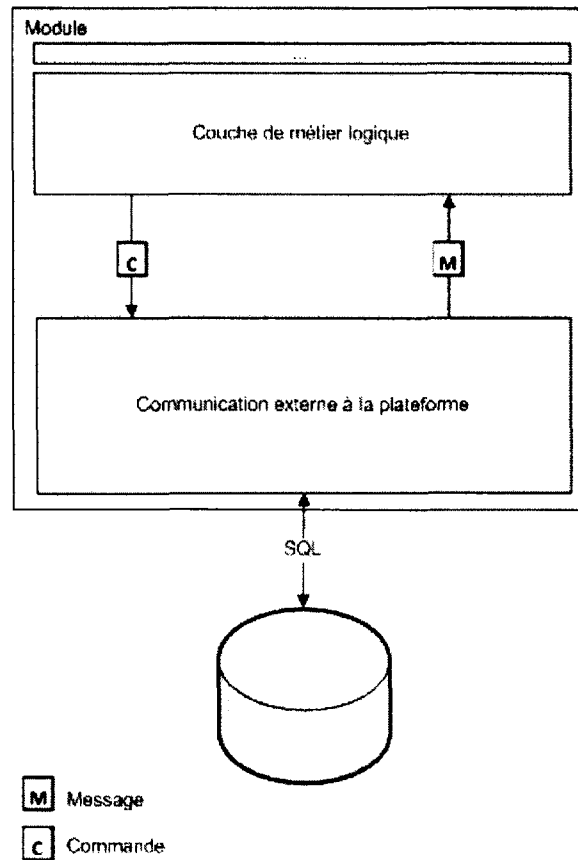 Module
...
Couche de métier logique
C
M
Communication externe à la plateforme
SQL
M Message
C Commande